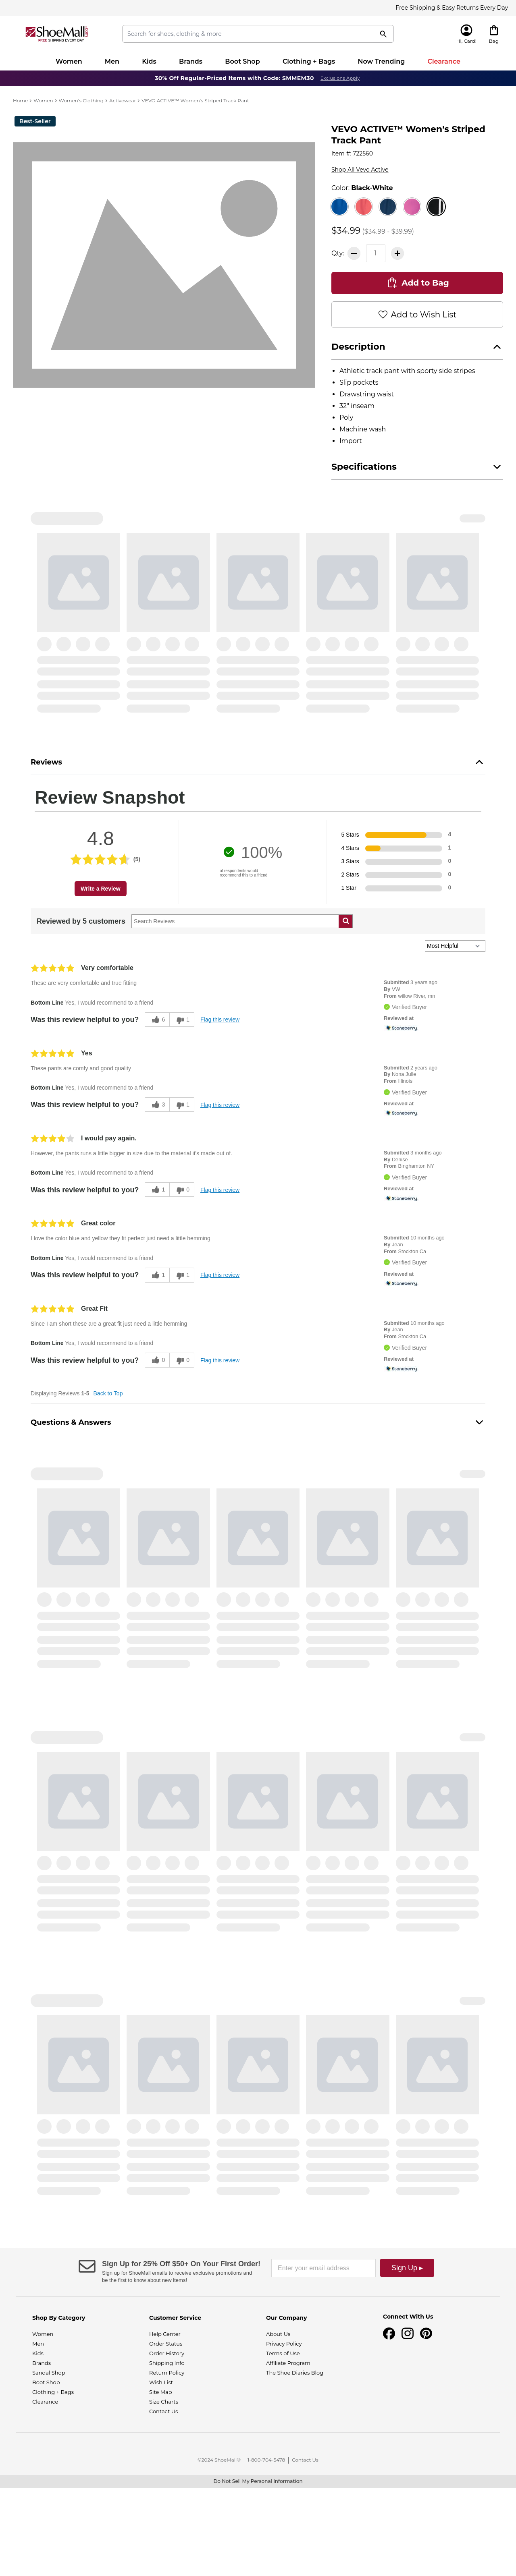 Free Shipping & Easy Returns Every Day
ShoeMall
FREE SHIPPING EVERY DAY
Search for shoes, clothing & more
Hi, Card!
Bag
Women Men Kids Brands Boot Shop Clothing + Bags Now Trending Clearance
30% Off Regular-Priced Items with Code: SMMEM30 Exclusions Apply
Home Women Women's Clothing Activewear VEVO ACTIVE™ Women's Striped Track Pant
Best-Seller
VEVO ACTIVE™ Women's Striped
Track Pant
Item #: 722560
Shop All Vevo Active
Color: Black-White
$34.99 ($34.99 - $39.99)
Qty: 1
Add to Bag
Add to Wish List
Description
• Athletic track pant with sporty side stripes
• Slip pockets
• Drawstring waist
• 32" inseam
• Poly
• Machine wash
• Import
Specifications
Reviews
Review Snapshot
4.8
(5)
Write a Review
100%
of respondents would
recommend this to a friend
5 Stars 4
4 Stars 1
3 Stars 0
2 Stars 0
1 Star 0
Reviewed by 5 customers
Search Reviews
Most Helpful
Very comfortable
These are very comfortable and true fitting
Bottom Line Yes, I would recommend to a friend
Was this review helpful to you? 6 1 Flag this review
Submitted 3 years ago
By VW
From willow River, mn
Verified Buyer
Reviewed at
Stoneberry
Yes
These pants are comfy and good quality
Bottom Line Yes, I would recommend to a friend
Was this review helpful to you? 3 1 Flag this review
Submitted 2 years ago
By Nona Julie
From Illinois
Verified Buyer
Reviewed at
Stoneberry
I would pay again.
However, the pants runs a little bigger in size due to the material it's made out of.
Bottom Line Yes, I would recommend to a friend
Was this review helpful to you? 1 0 Flag this review
Submitted 3 months ago
By Denise
From Binghamton NY
Verified Buyer
Reviewed at
Stoneberry
Great color
I love the color blue and yellow they fit perfect just need a little hemming
Bottom Line Yes, I would recommend to a friend
Was this review helpful to you? 1 1 Flag this review
Submitted 10 months ago
By Jean
From Stockton Ca
Verified Buyer
Reviewed at
Stoneberry
Great Fit
Since I am short these are a great fit just need a little hemming
Bottom Line Yes, I would recommend to a friend
Was this review helpful to you? 0 0 Flag this review
Submitted 10 months ago
By Jean
From Stockton Ca
Verified Buyer
Reviewed at
Stoneberry
Displaying Reviews 1-5 Back to Top
Questions & Answers
Sign Up for 25% Off $50+ On Your First Order!
Sign up for ShoeMall emails to receive exclusive promotions and
be the first to know about new items!
Enter your email address
Sign Up ▸
Shop By Category
Women
Men
Kids
Brands
Sandal Shop
Boot Shop
Clothing + Bags
Clearance
Customer Service
Help Center
Order Status
Order History
Shipping Info
Return Policy
Wish List
Site Map
Size Charts
Contact Us
Our Company
About Us
Privacy Policy
Terms of Use
Affiliate Program
The Shoe Diaries Blog
Connect With Us
©2024 ShoeMall® 1-800-704-5478 Contact Us
Do Not Sell My Personal Information